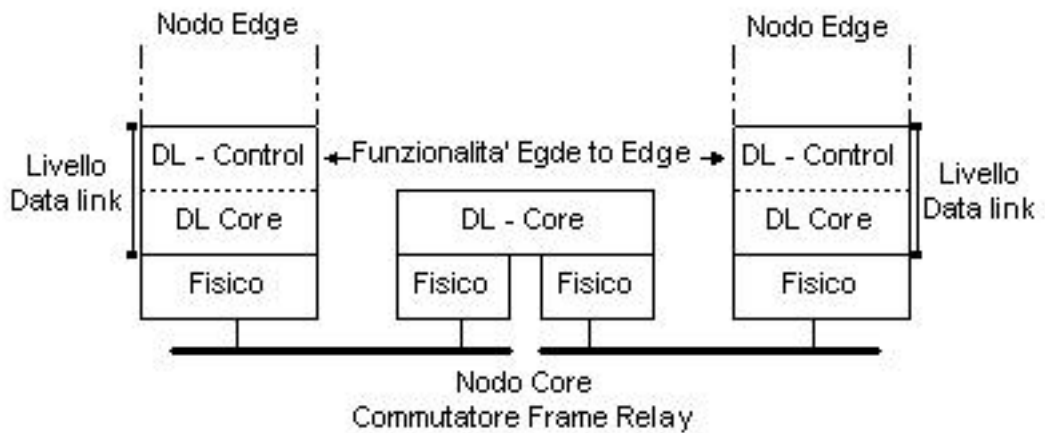 Nodo Edge
Nodo Edge
Livello
Data link
DL - Control
Funzionalita' Egde to Edge
DL - Control
Livello
Data link
DL Core
DL - Core
DL Core
Fisico
Fisico
Fisico
Fisico
Nodo Core
Commutatore Frame Relay